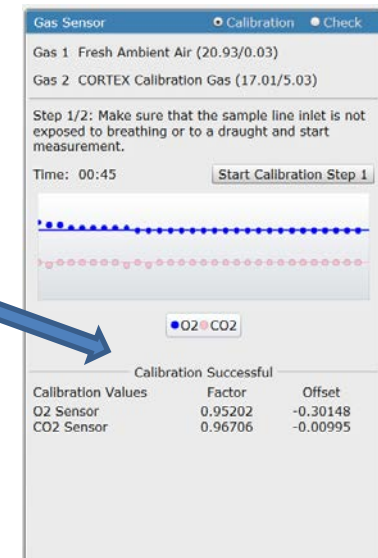 Gas Sensor Calibration Check
Gas 1 Fresh Ambient Air (20.93/0.03)
Gas 2 CORTEX Calibration Gas (17.01/5.03)
Step 1/2: Make sure that the sample line inlet is not
exposed to breathing or to a draught and start
measurement.
Time: 00:45 Start Calibration Step 1
O2 CO2
Calibration Successful
Calibration Values Factor Offset
O2 Sensor 0.95202 -0.30148
CO2 Sensor 0.96706 -0.00995